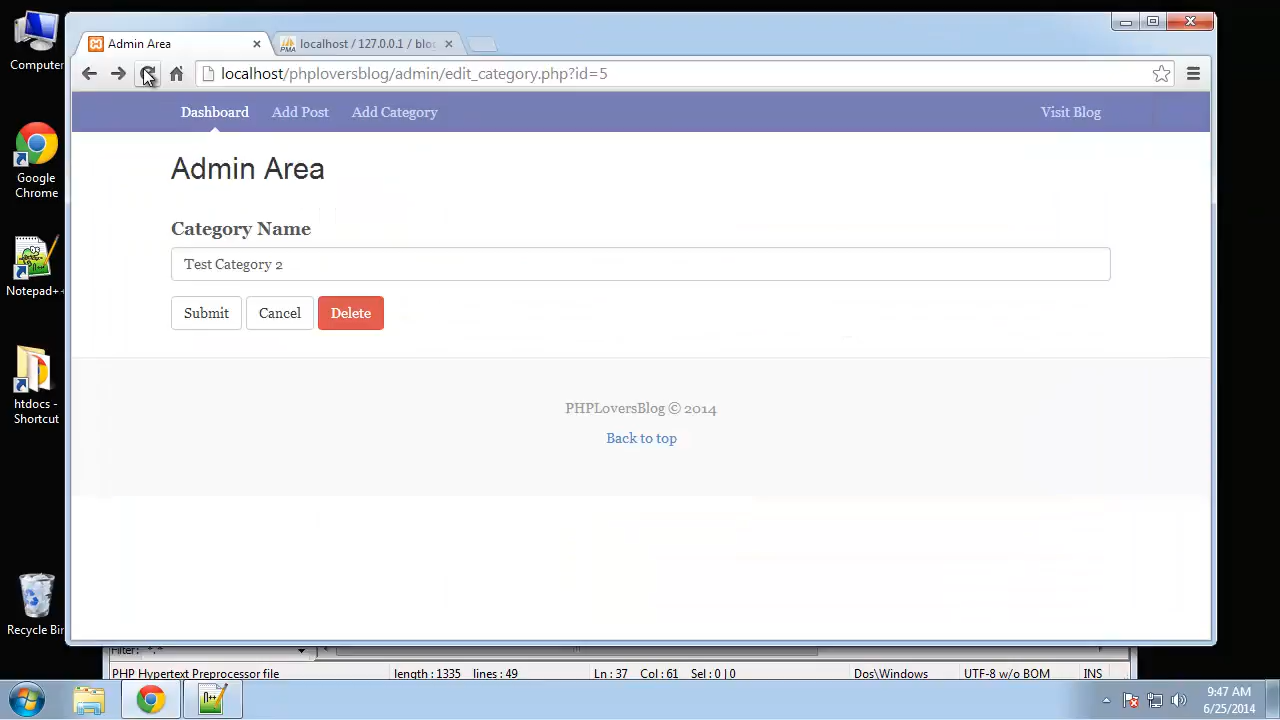 Computer
Google
Chrome
Notepad++
htdocs -
Shortcut
Recycle Bin
Admin Area
PMA
localhost / 127.0.0.1 / blo
localhost/phploversblog/admin/edit_category.php?id=5
Dashboard
Add Post
Add Category
Visit Blog
Admin Area
Category Name
Test Category 2
Submit
Cancel
Delete
PHPLoversBlog © 2014
Back to top
Filter: *.*
PHP Hypertext Preprocessor file
length : 1335 lines : 49
Ln : 37 Col : 61 Sel : 0 | 0
Dos\Windows
UTF-8 w/o BOM
INS
9:47 AM
6/25/2014